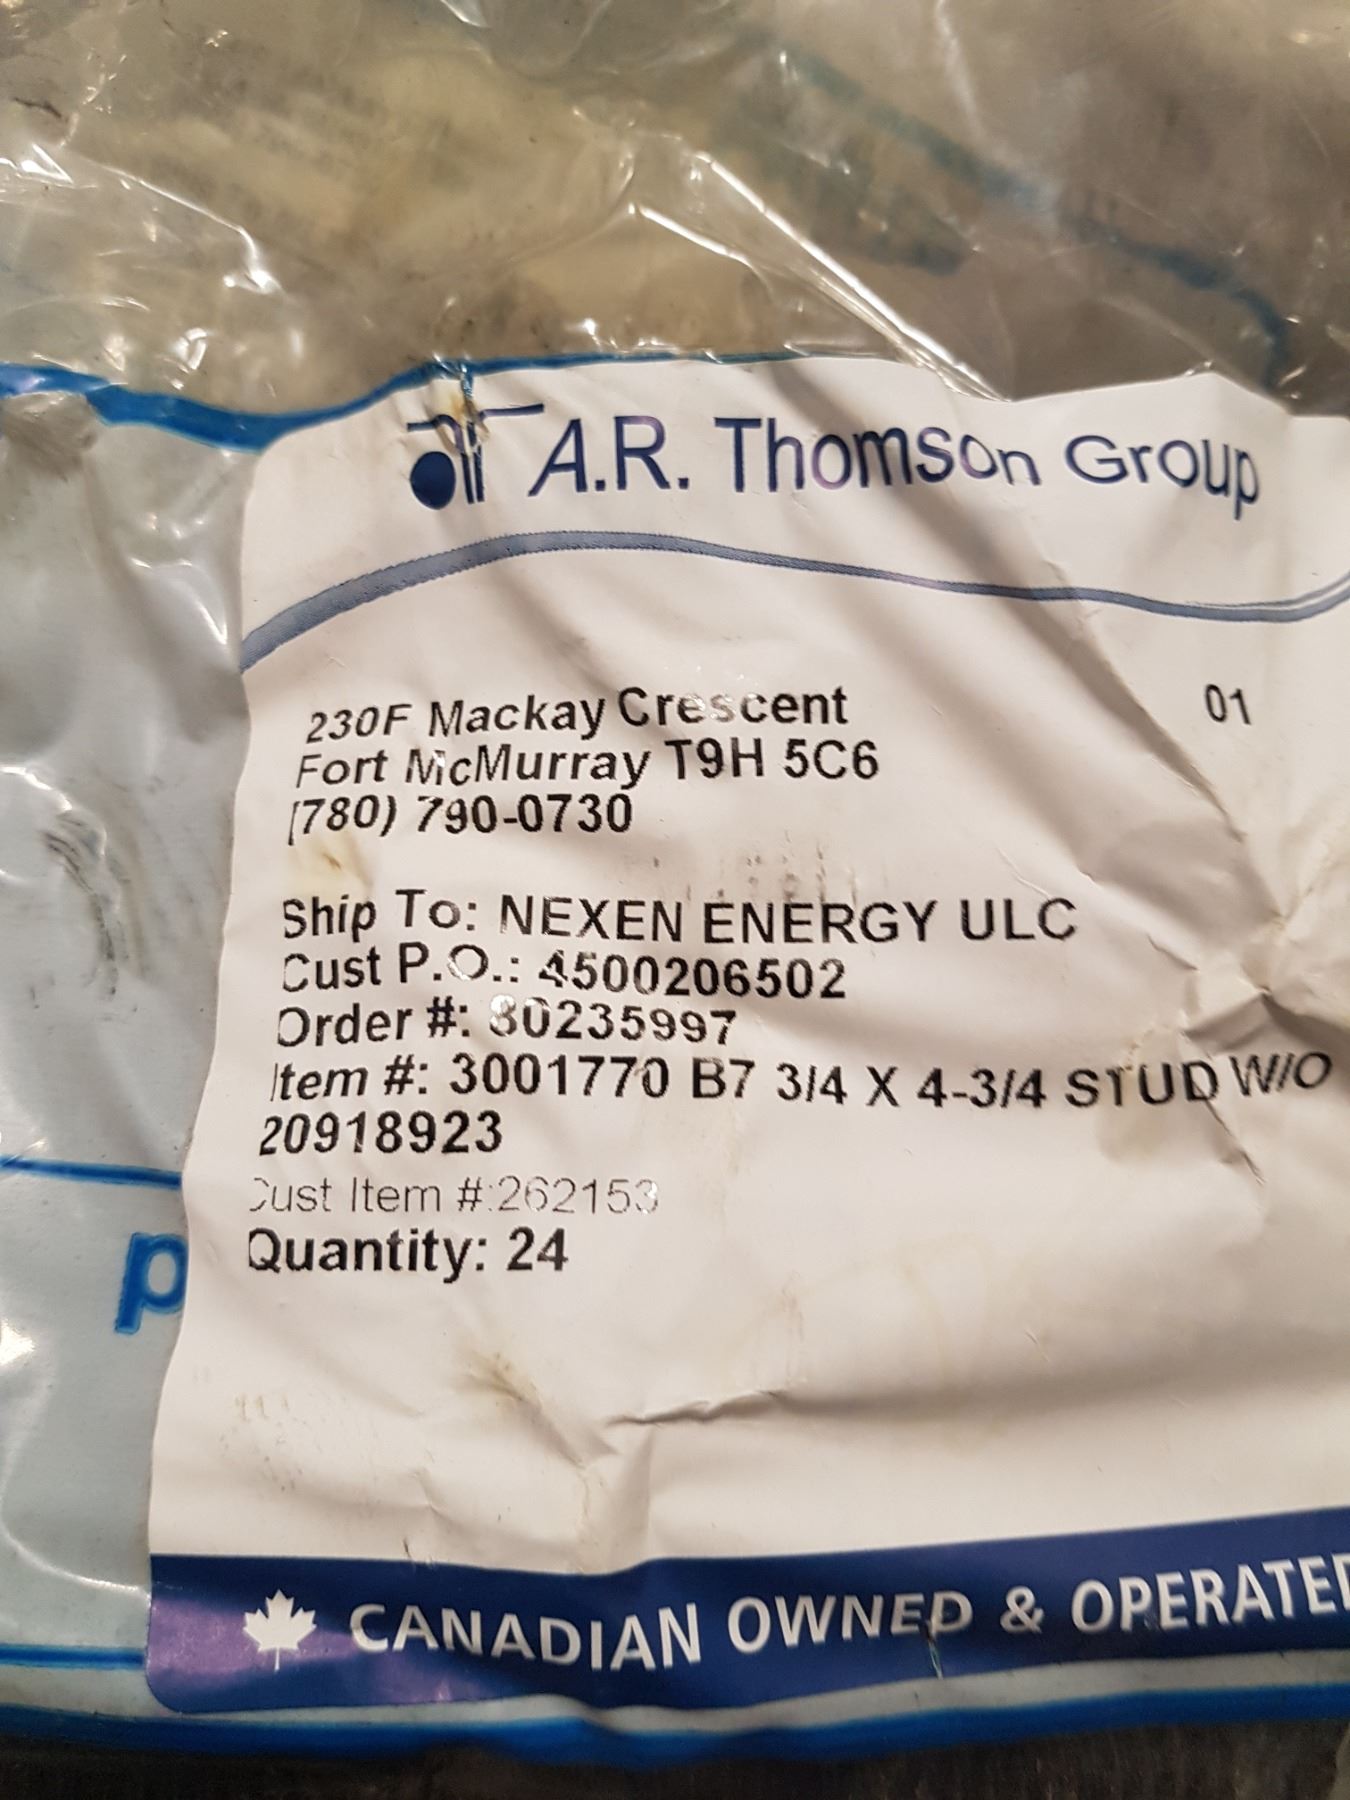 A.R. Thomson Group
230F Mackay Crescent
01
Fort McMurray T9H 5C6
(780) 790-0730
Ship To: NEXEN ENERGY ULC
Cust P.O.: 4500206502
Order #: 80235997
Item #: 3001770 B7 3/4 X 4-3/4 STUD W/O
20918923
Cust Item #:262153
Quantity: 24
p
CANADIAN OWNED & OPERATED